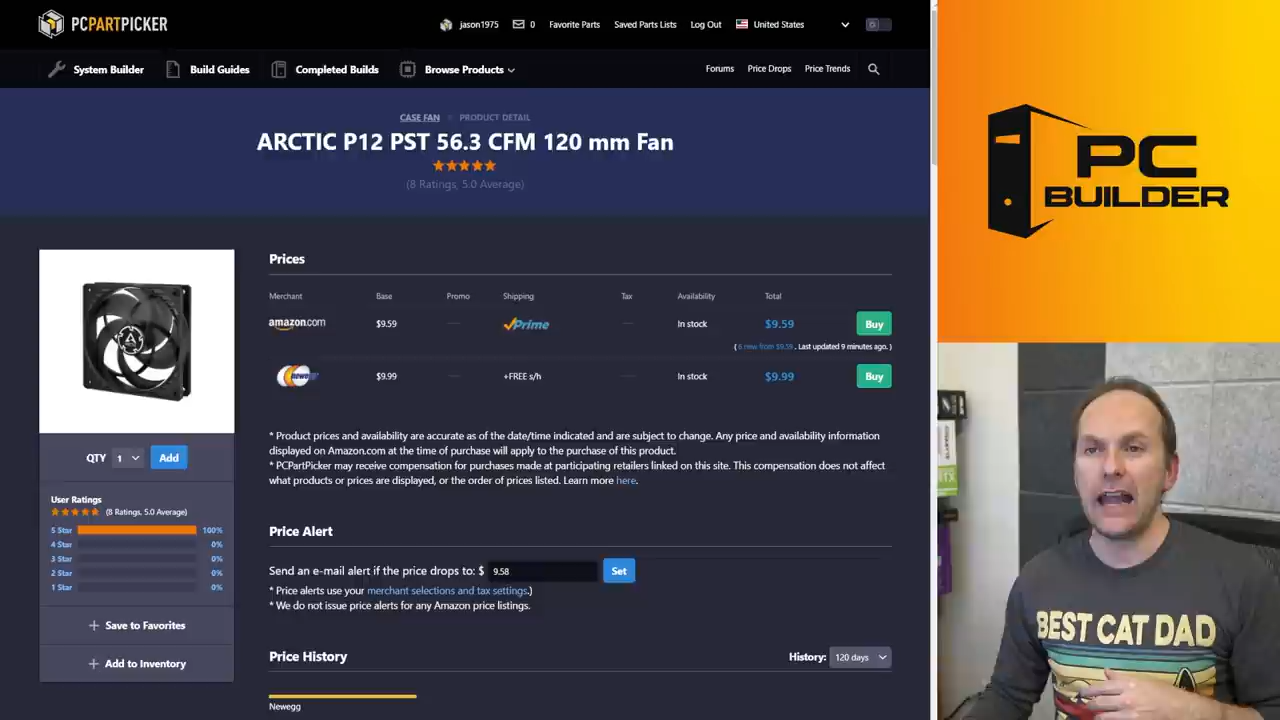 PCPARTPICKER
jason1975
0
Favorite Parts
Saved Parts Lists
Log Out
United States
System Builder
Build Guides
Completed Builds
Browse Products
Forums
Price Drops
Price Trends
CASE FAN
PRODUCT DETAIL
ARCTIC P12 PST 56.3 CFM 120 mm Fan
(8 Ratings, 5.0 Average)
QTY 1
Add
User Ratings
(8 Ratings, 5.0 Average)
5 Star 100%
4 Star 0%
3 Star 0%
2 Star 0%
1 Star 0%
+ Save to Favorites
+ Add to Inventory
Prices
Merchant Base Promo Shipping Tax Availability Total
amazon.com $9.59 — Prime — In stock $9.59 Buy
( 6 new from $9.59 . Last updated 9 minutes ago. )
newegg $9.99 — +FREE s/h — In stock $9.99 Buy
* Product prices and availability are accurate as of the date/time indicated and are subject to change. Any price and availability information
displayed on Amazon.com at the time of purchase will apply to the purchase of this product.
* PCPartPicker may receive compensation for purchases made at participating retailers linked on this site. This compensation does not affect
what products or prices are displayed, or the order of prices listed. Learn more here.
Price Alert
Send an e-mail alert if the price drops to: $ 9.58 Set
* Price alerts use your merchant selections and tax settings.)
* We do not issue price alerts for any Amazon price listings.
Price History
History: 120 days
Newegg
PC
BUILDER
BEST CAT DAD